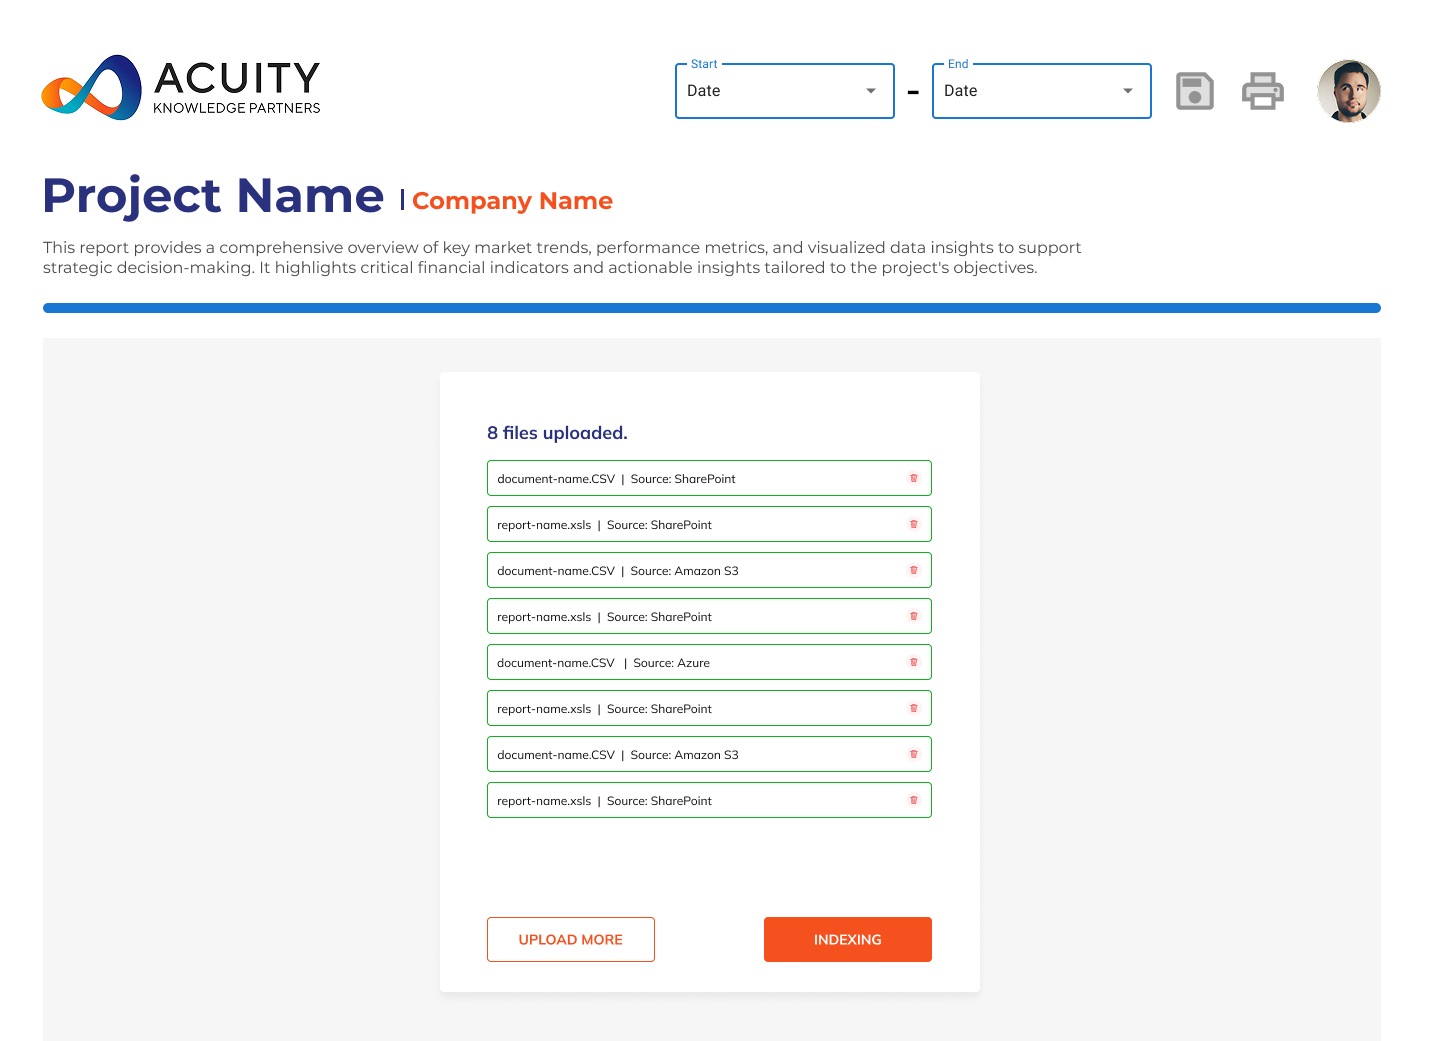 ACUITY
KNOWLEDGE PARTNERS
Start
Date
-
End
Date
Project Name | Company Name
This report provides a comprehensive overview of key market trends, performance metrics, and visualized data insights to support
strategic decision-making. It highlights critical financial indicators and actionable insights tailored to the project's objectives.
8 files uploaded.
document-name.CSV | Source: SharePoint
report-name.xsls | Source: SharePoint
document-name.CSV | Source: Amazon S3
report-name.xsls | Source: SharePoint
document-name.CSV | Source: Azure
report-name.xsls | Source: SharePoint
document-name.CSV | Source: Amazon S3
report-name.xsls | Source: SharePoint
UPLOAD MORE
INDEXING